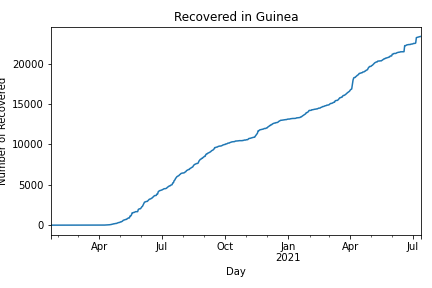 Recovered in Guinea
Number of Recovered
20000
15000
10000
5000
0
Apr Jul Oct Jan Apr Jul
2021
Day